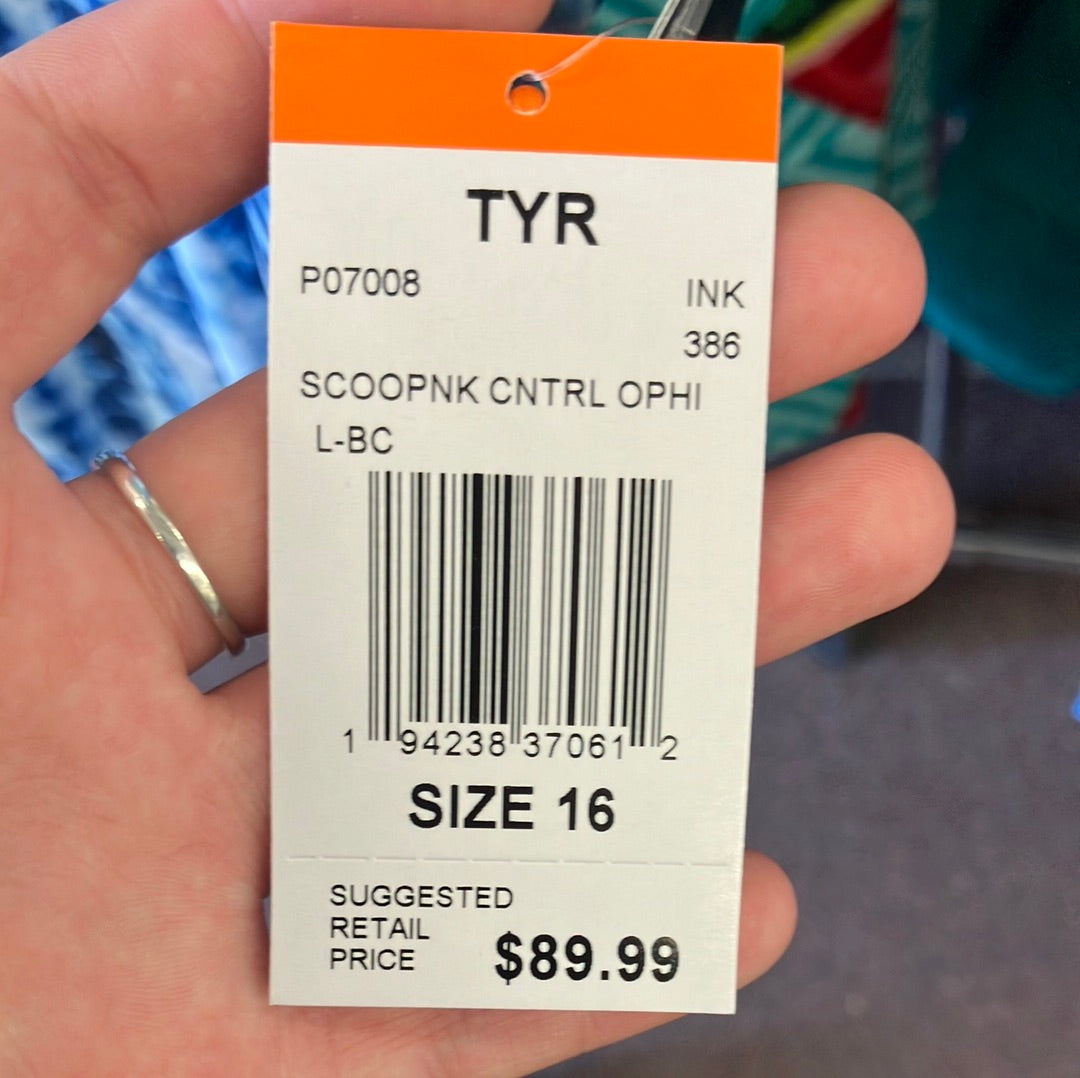 TYR
P07008
INK
386
SCOOPNK CNTRL OPHI
L-BC
1 94238 37061 2
SIZE 16
SUGGESTED
RETAIL
PRICE
$89.99